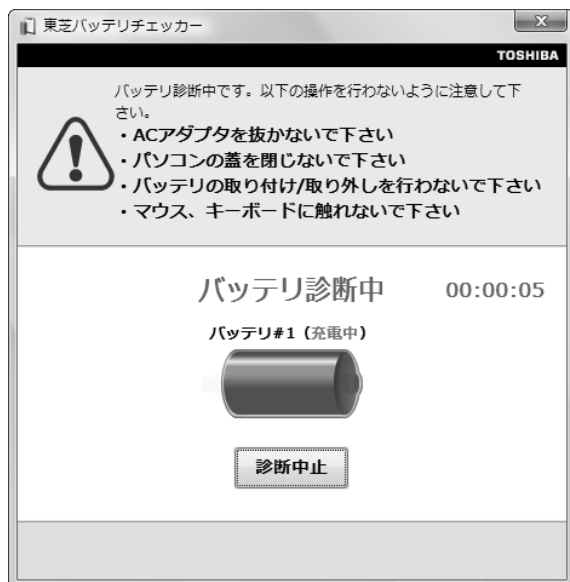 東芝バッテリチェッカー
TOSHIBA
バッテリ診断中です。以下の操作を行わないように注意して下
さい。
・ACアダプタを抜かないで下さい
・パソコンの蓋を閉じないで下さい
・バッテリの取り付け/取り外しを行わないで下さい
・マウス、キーボードに触れないで下さい
バッテリ診断中 00:00:05
バッテリ#1（充電中）
診断中止